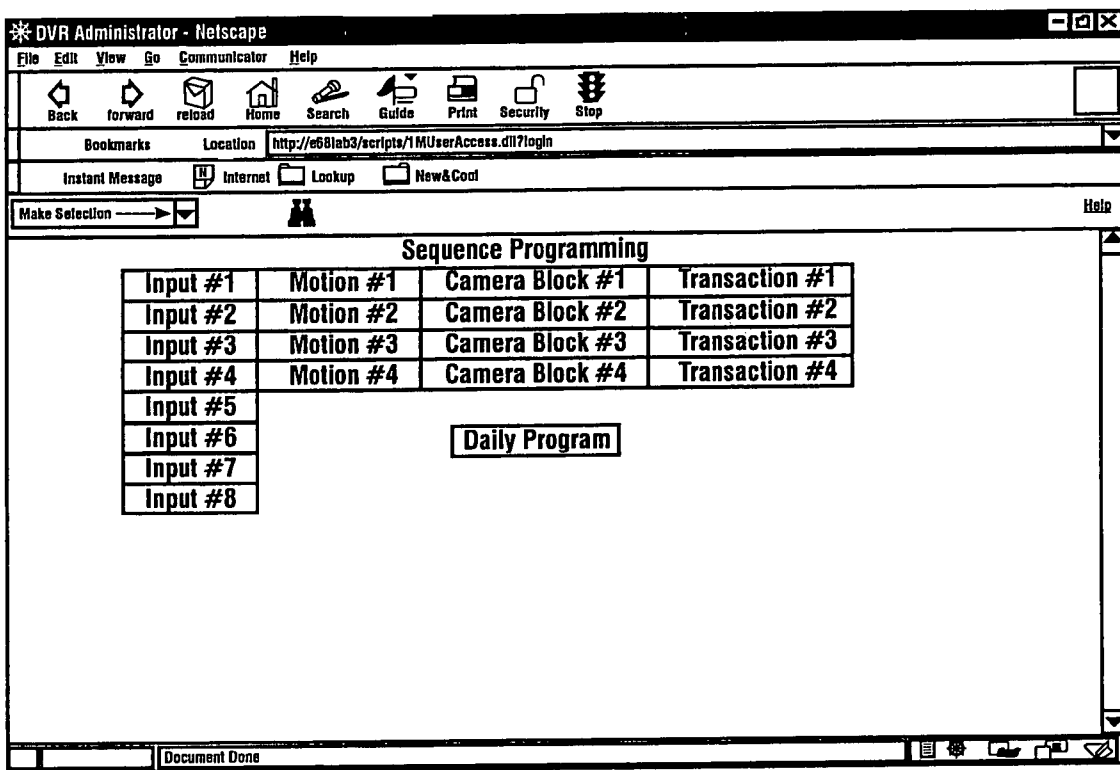 DVR Administrator - Netscape
File Edit View Go Communicator Help
Back forward reload Home Search Guide Print Security Stop
Bookmarks Location http://e68lab3/scripts/1MUserAccess.dll?login
Instant Message N Internet Lookup New&Cool
Make Selection Help
Sequence Programming
Input #1 Motion #1 Camera Block #1 Transaction #1
Input #2 Motion #2 Camera Block #2 Transaction #2
Input #3 Motion #3 Camera Block #3 Transaction #3
Input #4 Motion #4 Camera Block #4 Transaction #4
Input #5
Input #6 Daily Program
Input #7
Input #8
Document Done